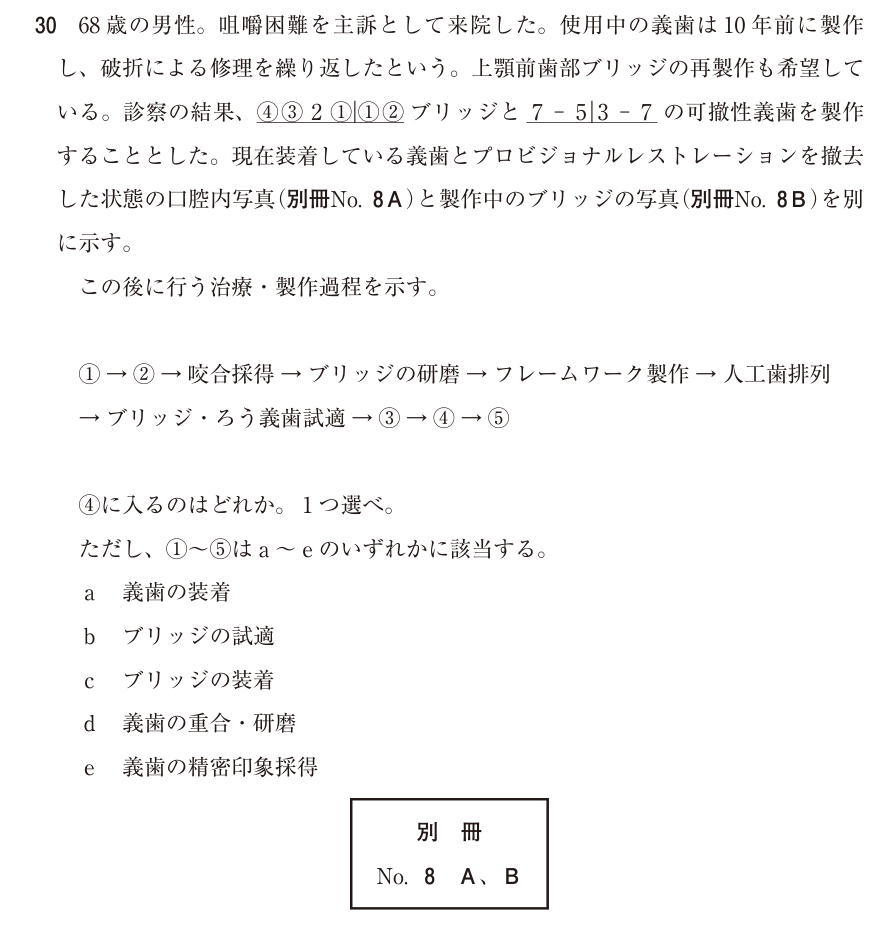 30 68歳の男性。咀嚼困難を主訴として来院した。使用中の義歯は10年前に製作
し、破折による修理を繰り返したという。上顎前歯部ブリッジの再製作も希望して
いる。診察の結果、④③2①|①②ブリッジと 7－5|3－7 の可撤性義歯を製作
することとした。現在装着している義歯とプロビジョナルレストレーションを撤去
した状態の口腔内写真(別冊No. 8A)と製作中のブリッジの写真(別冊No. 8B)を別
に示す。
この後に行う治療・製作過程を示す。
①→②→咬合採得→ブリッジの研磨→フレームワーク製作→人工歯排列
→ブリッジ・ろう義歯試適→③→④→⑤
④に入るのはどれか。1つ選べ。
ただし、①～⑤はa～eのいずれかに該当する。
a 義歯の装着
b ブリッジの試適
c ブリッジの装着
d 義歯の重合・研磨
e 義歯の精密印象採得
別 冊
No. 8 A、B